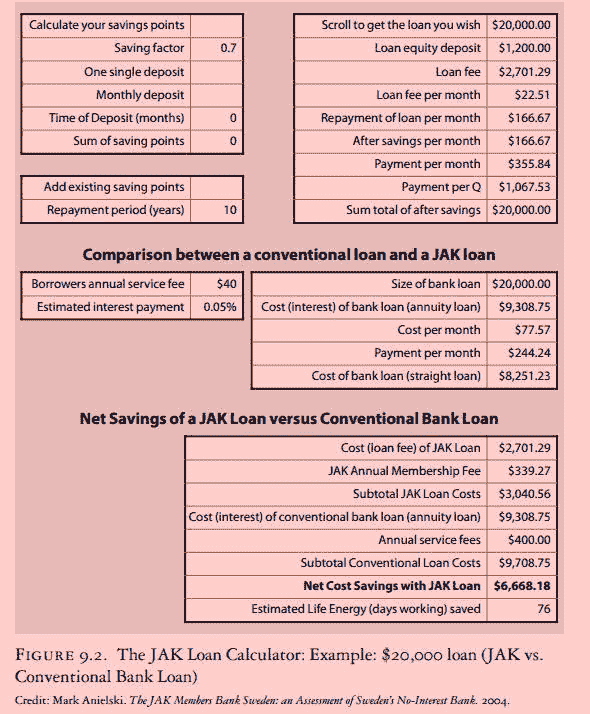 Calculate your savings points
Saving factor 0.7
One single deposit
Monthly deposit
Time of Deposit (months) 0
Sum of saving points 0
Add existing saving points
Repayment period (years) 10
Scroll to get the loan you wish $20,000.00
Loan equity deposit $1,200.00
Loan fee $2,701.29
Loan fee per month $22.51
Repayment of loan per month $166.67
After savings per month $166.67
Payment per month $355.84
Payment per Q $1,067.53
Sum total of after savings $20,000.00
Comparison between a conventional loan and a JAK loan
Borrowers annual service fee $40
Estimated interest payment 0.05%
Size of bank loan $20,000.00
Cost (interest) of bank loan (annuity loan) $9,308.75
Cost per month $77.57
Payment per month $244.24
Cost of bank loan (straight loan) $8,251.23
Net Savings of a JAK Loan versus Conventional Bank Loan
Cost (loan fee) of JAK Loan $2,701.29
JAK Annual Membership Fee $339.27
Subtotal JAK Loan Costs $3,040.56
Cost (interest) of conventional bank loan (annuity loan) $9,308.75
Annual service fees $400.00
Subtotal Conventional Loan Costs $9,708.75
Net Cost Savings with JAK Loan $6,668.18
Estimated Life Energy (days working) saved 76
FIGURE 9.2. The JAK Loan Calculator: Example: $20,000 loan (JAK vs.
Conventional Bank Loan)
Credit: Mark Anielski. The JAK Members Bank Sweden: an Assessment of Sweden's No-Interest Bank. 2004.